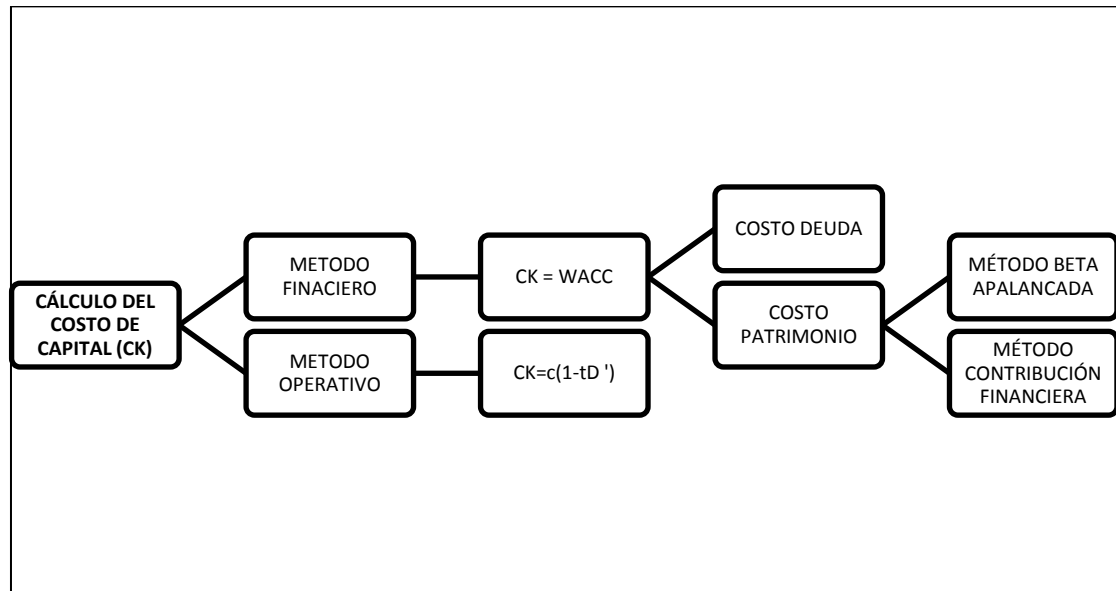 CÁLCULO DEL
COSTO DE
CAPITAL (CK)
METODO
FINACIERO
METODO
OPERATIVO
CK = WACC
CK=c(1-tD ')
COSTO DEUDA
COSTO
PATRIMONIO
MÉTODO BETA
APALANCADA
MÉTODO
CONTRIBUCIÓN
FINANCIERA